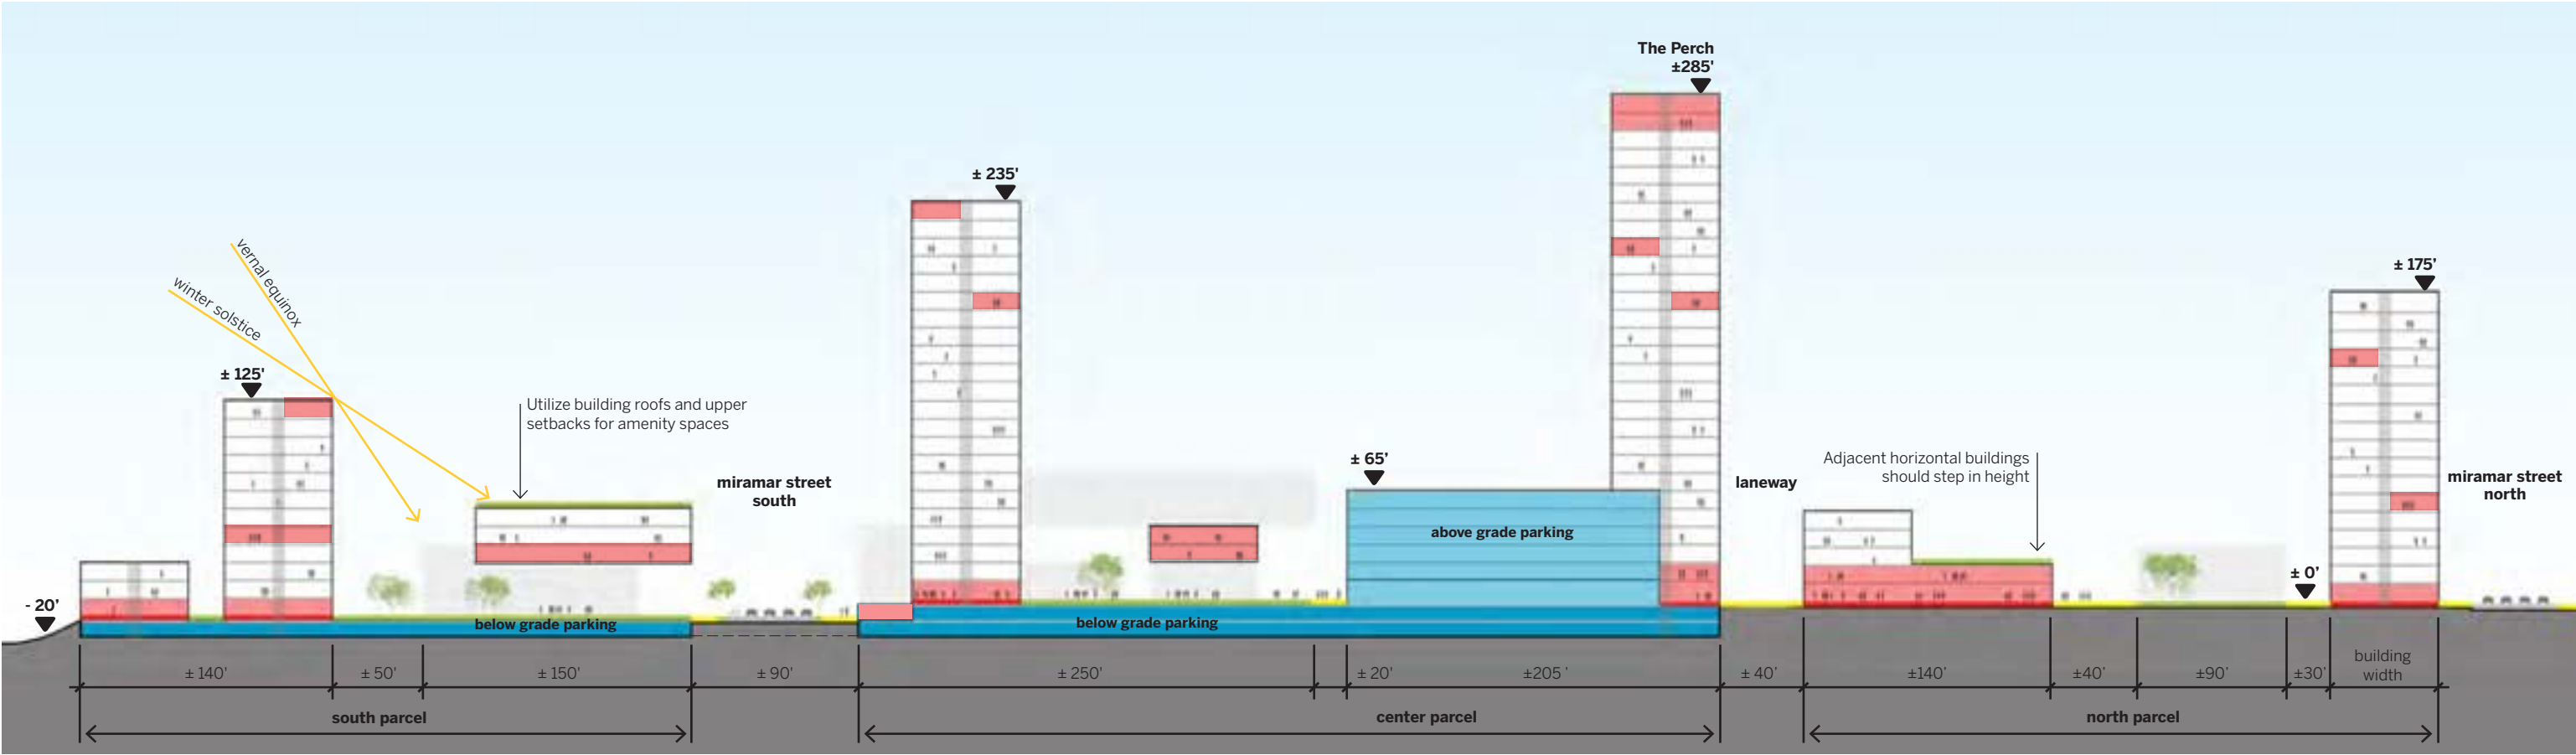 The Perch
±285'
± 235'
vernal equinox
winter solstice
± 125'
Utilize building roofs and upper
setbacks for amenity spaces
miramar street
south
± 65'
above grade parking
laneway
Adjacent horizontal buildings
should step in height
± 175'
miramar street
north
± 0'
- 20'
below grade parking
below grade parking
± 140'
± 50'
± 150'
± 90'
± 250'
± 20'
±205 '
± 40'
±140'
±40'
±90'
±30'
building
width
south parcel
center parcel
north parcel